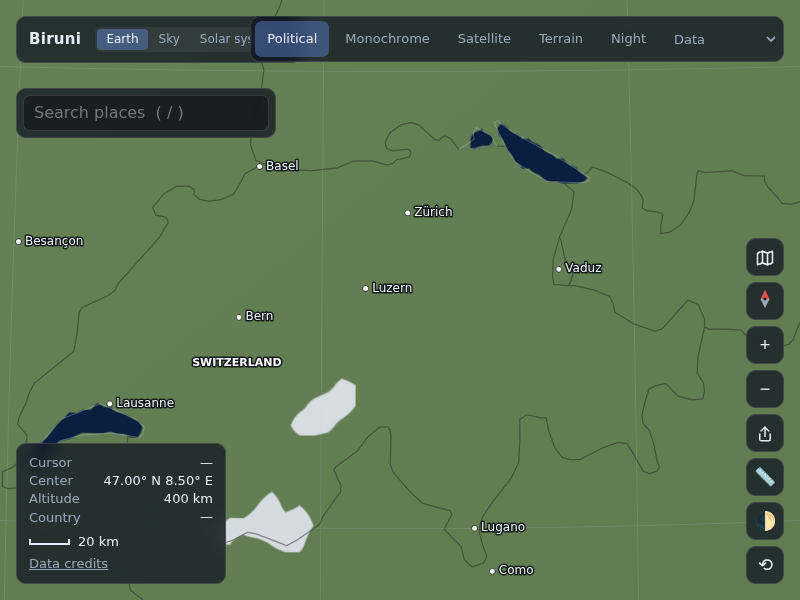 Biruni
Earth Sky Solar sys
Political Monochrome Satellite Terrain Night Data
Search places ( / )
Basel
Zürich
Besançon
Vaduz
Luzern
Bern
SWITZERLAND
Lausanne
Cursor —
Center 47.00° N 8.50° E
Altitude 400 km
Country —
20 km
Data credits
Lugano
Como